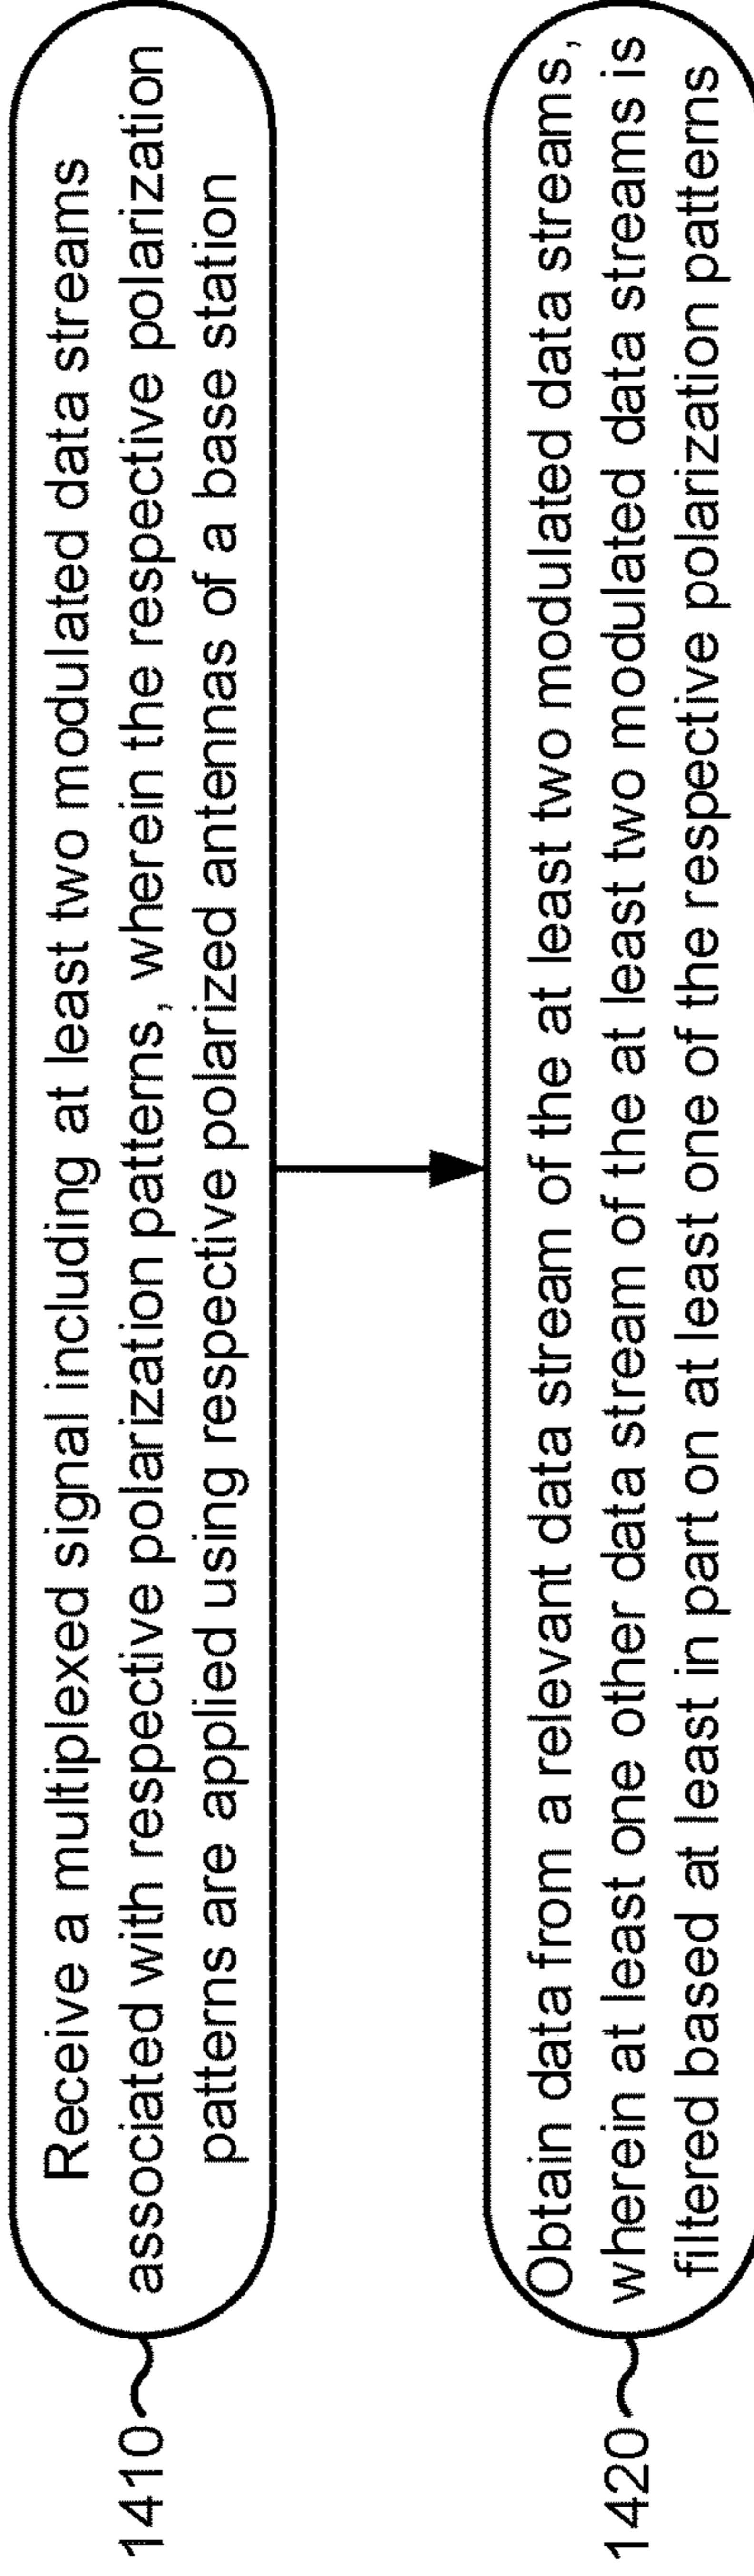 1410
Receive a multiplexed signal including at least two modulated data streams
associated with respective polarization patterns, wherein the respective polarization
patterns are applied using respective polarized antennas of a base station
1420
Obtain data from a relevant data stream of the at least two modulated data streams,
wherein at least one other data stream of the at least two modulated data streams is
filtered based at least in part on at least one of the respective polarization patterns